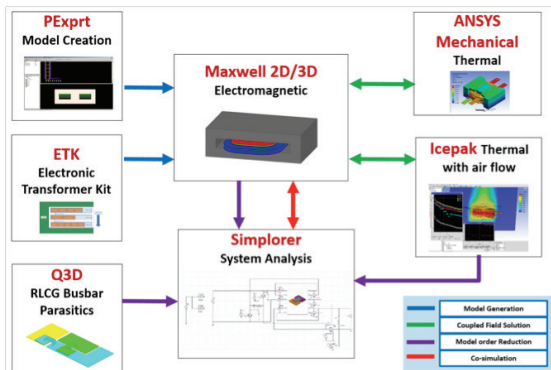 PExprt
Model Creation
Maxwell 2D/3D
Electromagnetic
ANSYS
Mechanical
Thermal
ETK
Electronic
Transformer Kit
Icepak Thermal
with air flow
Simplorer
System Analysis
Q3D
RLCG Busbar
Parasitics
Model Generation
Coupled Field Solution
Model order Reduction
Co-simulation